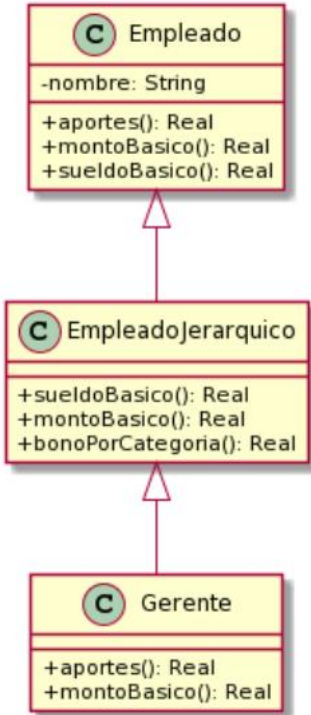 C Empleado
-nombre: String
+aportes(): Real
+montoBasico(): Real
+sueldoBasico(): Real
C EmpleadoJerarquico
+sueldoBasico(): Real
+montoBasico(): Real
+bonoPorCategoria(): Real
C Gerente
+aportes(): Real
+montoBasico(): Real